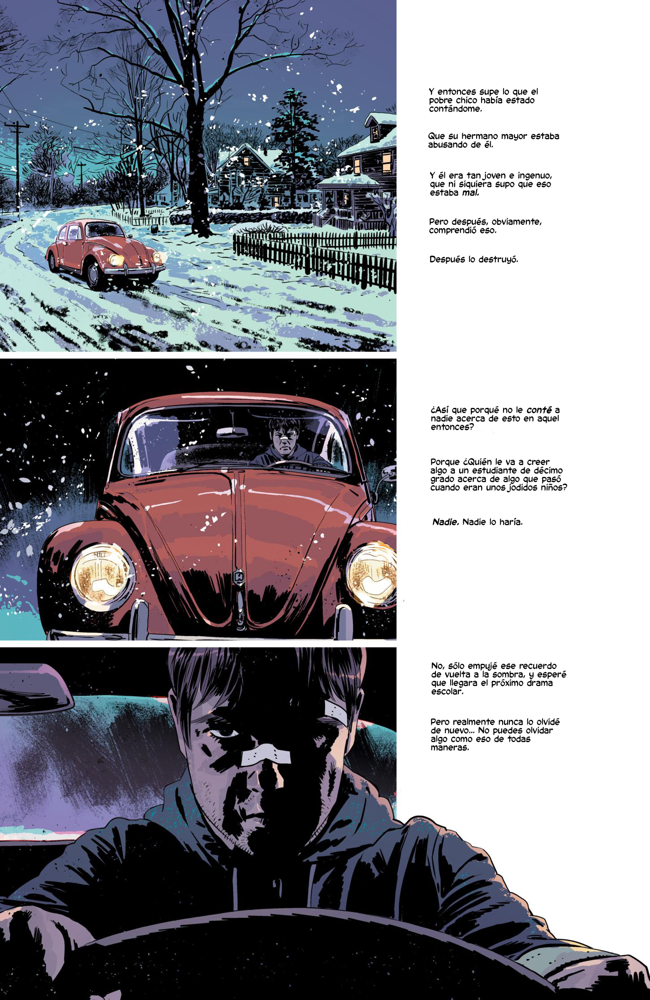 Y entonces supe lo que el
pobre chico había estado
contándome.
Que su hermano mayor estaba
abusando de él.
Y él era tan joven e ingenuo,
que ni siquiera supo que eso
estaba mal.
Pero después, obviamente,
comprendió eso.
Después lo destruyó.
¿Así que porqué no le conté a
nadie acerca de esto en aquel
entonces?
Porque ¿Quién le va a creer
algo a un estudiante de décimo
grado acerca de algo que pasó
cuando eran unos jodidos niños?
Nadie. Nadie lo haría.
No, sólo empujé ese recuerdo
de vuelta a la sombra, y esperé
que llegara el próximo drama
escolar.
Pero realmente nunca lo olvidé
de nuevo... No puedes olvidar
algo como eso de todas
maneras.